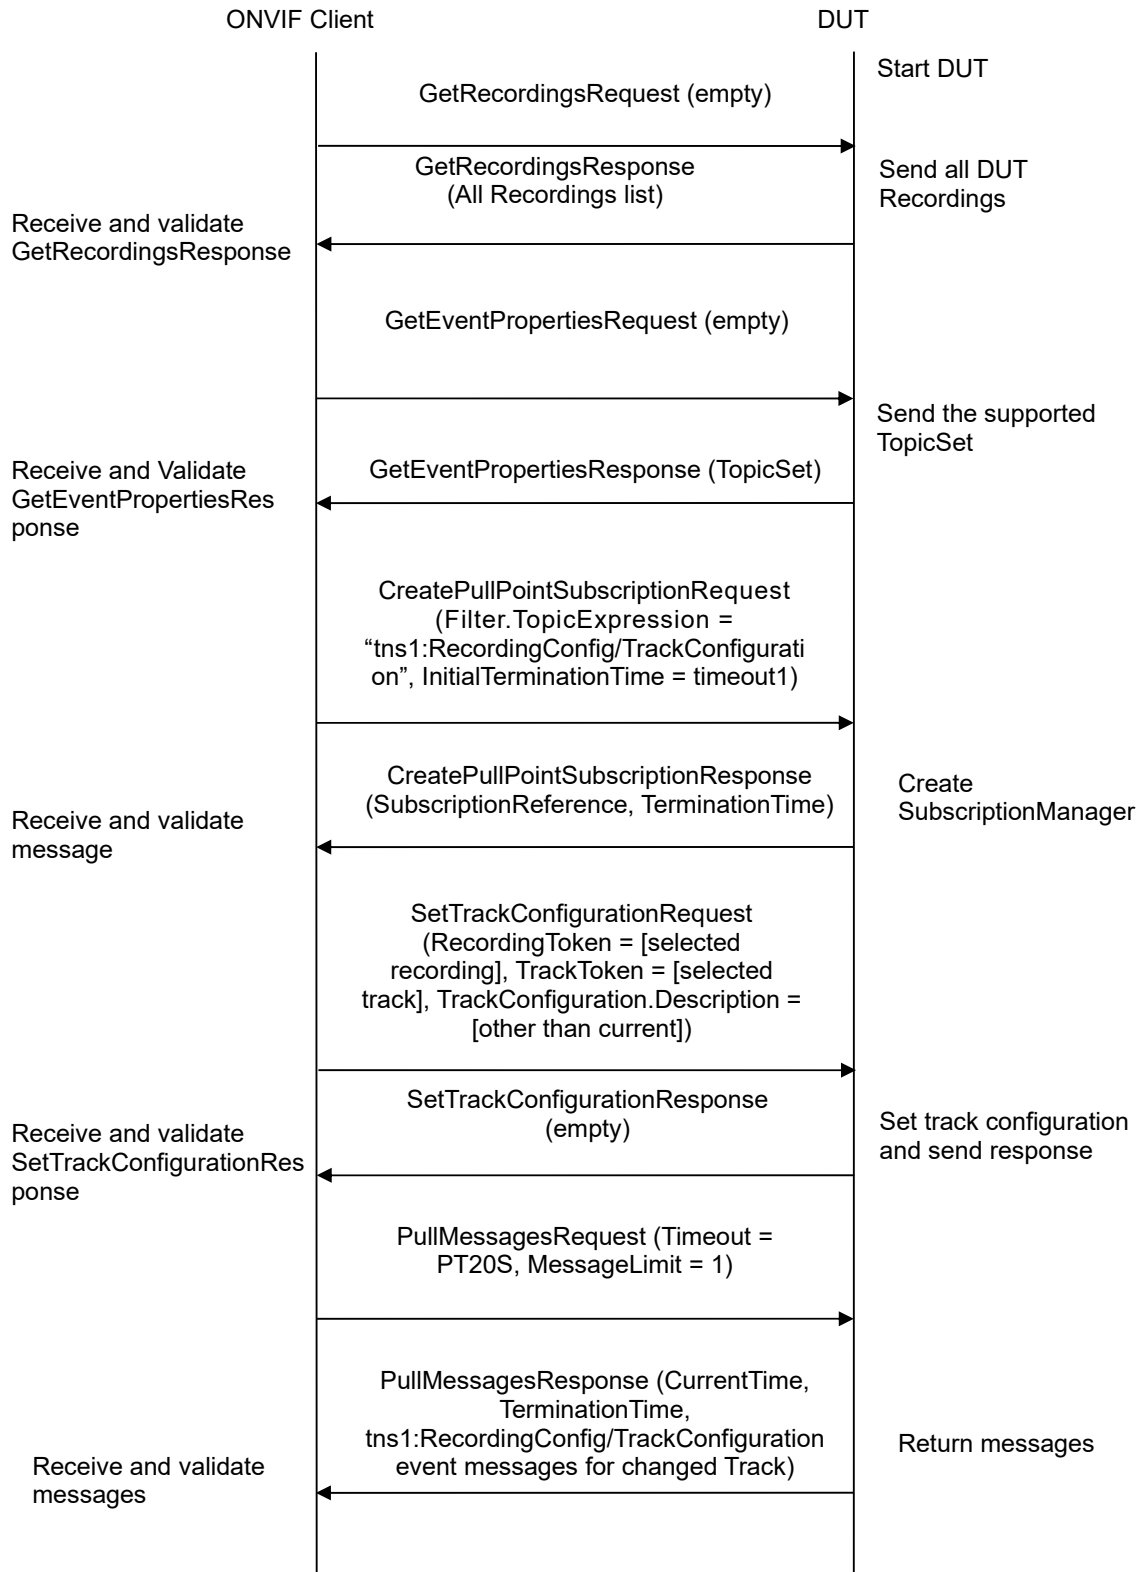 ONVIF Client
DUT
Start DUT
GetRecordingsRequest (empty)
GetRecordingsResponse
(All Recordings list)
Send all DUT
Recordings
Receive and validate
GetRecordingsResponse
GetEventPropertiesRequest (empty)
Send the supported
TopicSet
GetEventPropertiesResponse (TopicSet)
Receive and Validate
GetEventPropertiesRes
ponse
CreatePullPointSubscriptionRequest
(Filter.TopicExpression =
“tns1:RecordingConfig/TrackConfigurati
on”, InitialTerminationTime = timeout1)
CreatePullPointSubscriptionResponse
(SubscriptionReference, TerminationTime)
Create
SubscriptionManager
Receive and validate
message
SetTrackConfigurationRequest
(RecordingToken = [selected
recording], TrackToken = [selected
track], TrackConfiguration.Description =
[other than current])
SetTrackConfigurationResponse
(empty)
Set track configuration
and send response
Receive and validate
SetTrackConfigurationRes
ponse
PullMessagesRequest (Timeout =
PT20S, MessageLimit = 1)
PullMessagesResponse (CurrentTime,
TerminationTime,
tns1:RecordingConfig/TrackConfiguration
event messages for changed Track)
Return messages
Receive and validate
messages